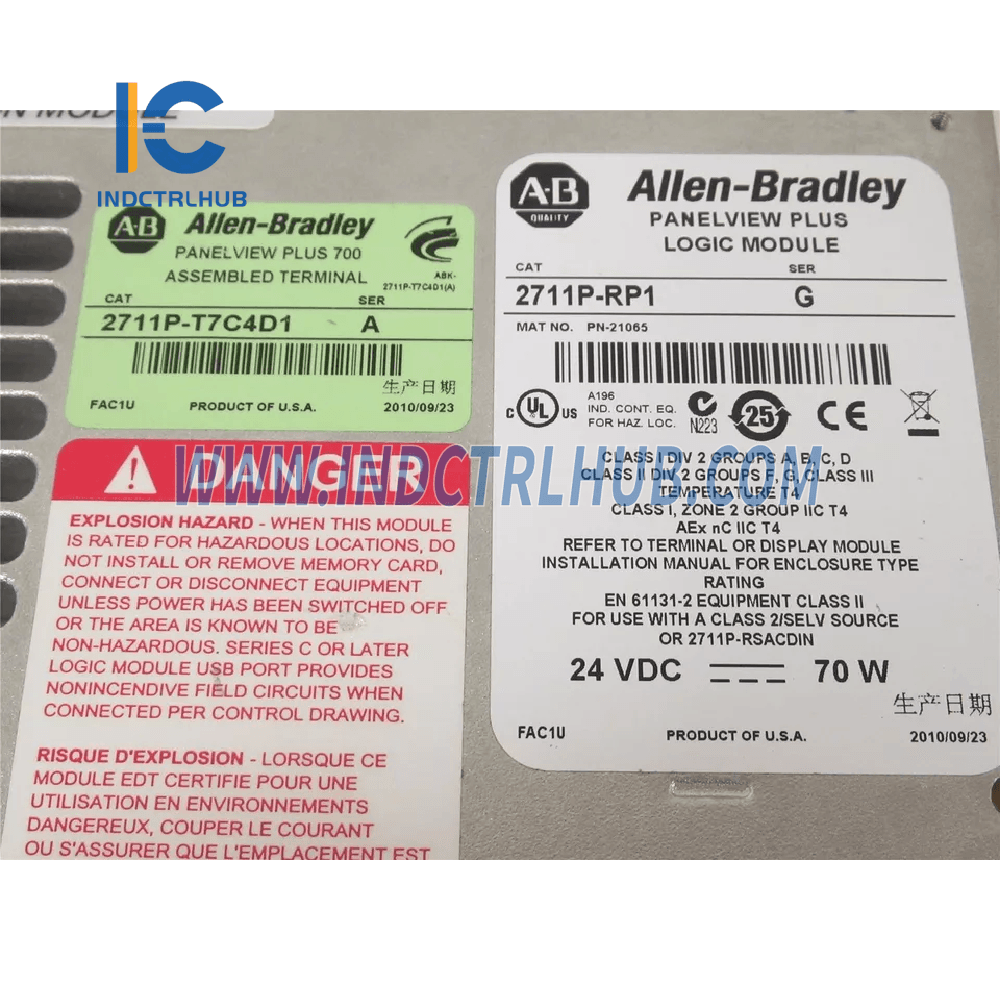 N MODULE
INDCTRLHUB
A-B
Allen-Bradley
PANELVIEW PLUS 700
ASSEMBLED TERMINAL
ABK-
2711P-T7C4D1(A)
CAT SER
2711P-T7C4D1 A
生产日期
FAC1U PRODUCT OF U.S.A. 2010/09/23
DANGER
EXPLOSION HAZARD - WHEN THIS MODULE
IS RATED FOR HAZARDOUS LOCATIONS, DO
NOT INSTALL OR REMOVE MEMORY CARD,
CONNECT OR DISCONNECT EQUIPMENT
UNLESS POWER HAS BEEN SWITCHED OFF
OR THE AREA IS KNOWN TO BE
NON-HAZARDOUS. SERIES C OR LATER
LOGIC MODULE USB PORT PROVIDES
NONINCENDIVE FIELD CIRCUITS WHEN
CONNECTED PER CONTROL DRAWING.
RISQUE D'EXPLOSION - LORSQUE CE
MODULE EDT CERTIFIE POUR UNE
UTILISATION EN ENVIRONNEMENTS
DANGEREUX, COUPER LE COURANT
OU S'ASSURER QUE L'EMPLACEMENT EST
A-B
QUALITY
Allen-Bradley
PANELVIEW PLUS
LOGIC MODULE
CAT SER
2711P-RP1 G
MAT NO. PN-21065
C UL US
A196
IND. CONT. EQ.
FOR HAZ. LOC.
N223
25
CE
WWW.INDCTRLHUB.COM
CLASS I DIV 2 GROUPS A, B, C, D
CLASS II DIV 2 GROUPS F, G, CLASS III
TEMPERATURE T4
CLASS I, ZONE 2 GROUP IIC T4
AEx nC IIC T4
REFER TO TERMINAL OR DISPLAY MODULE
INSTALLATION MANUAL FOR ENCLOSURE TYPE
RATING
EN 61131-2 EQUIPMENT CLASS II
FOR USE WITH A CLASS 2/SELV SOURCE
OR 2711P-RSACDIN
24 VDC 70 W
生产日期
FAC1U PRODUCT OF U.S.A. 2010/09/23